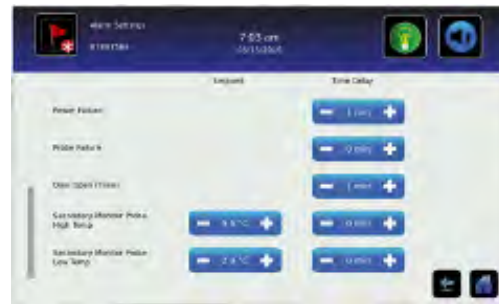 Alarm Settings
7:03 am
Setpoint Time Delay
Power Failure 1 min
Probe Failure 0 min
Door Open (Time) 1 min
Secondary Monitor Probe
High Temp 0 min
Secondary Monitor Probe
Low Temp 0 min